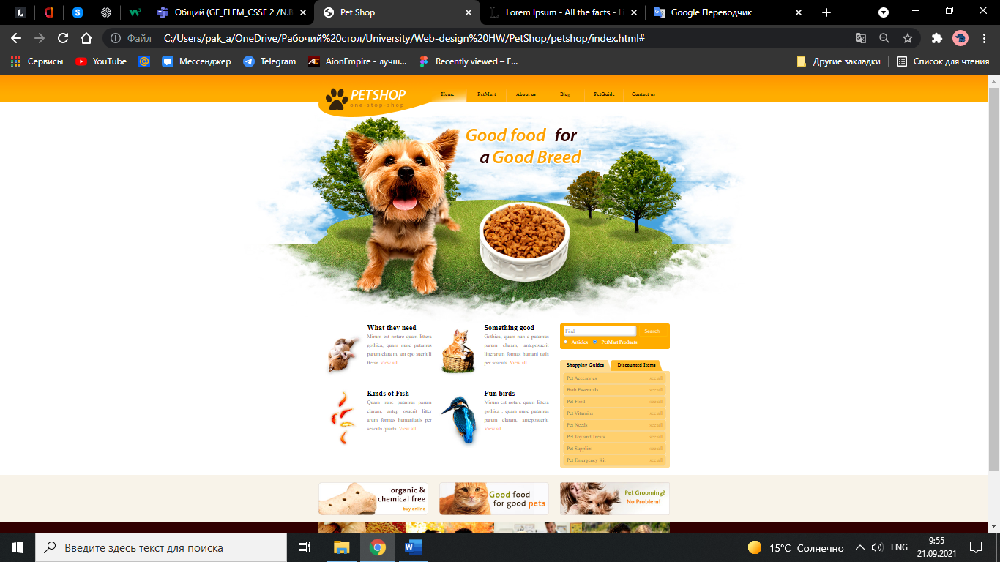 Общий (GE_ELEM_CSSE 2 /N.B
Pet Shop
Lorem Ipsum - All the facts - Li
Google Переводчик
Файл
C:/Users/pak_a/OneDrive/Рабочий%20стол/University/Web-design%20HW/PetShop/petshop/index.html#
Сервисы
YouTube
Мессенджер
Telegram
AionEmpire - лучш...
Recently viewed – F...
Другие закладки
Список для чтения
PETSHOP
one-stop-shop
Home
PetMart
About us
Blog
PetGuide
Contact us
Good food for
a Good Breed
What they need
Mirum est notare quam littera
gothica, quam nunc putamus
parum clara m, ant epo suerit li
tterar. View all
Something good
Gothica, quam nun c putamus
parum claram, anteposuerit
litterarum formas humani tatis
per seacula. View all
Kinds of Fish
Quam nunc putamus parum
claram, antep osuerit litter
arum formas humanitatis per
seacula quarta. View all
Fun birds
Mirum est notare quam littera
gothica , quam nunc putamus
parum claram, anteposuerit.
View all
Find
Search
Articles
PetMart Products
Shopping Guides
Discounted Items
Pet Accesories
see all
Bath Essentials
see all
Pet Food
see all
Pet Vitamins
see all
Pet Needs
see all
Pet Toy and Treats
see all
Pet Supplies
see all
Pet Emergency Kit
see all
organic &
chemical free
buy online
Good food
for good pets
Pet Grooming?
No Problem!
Введите здесь текст для поиска
15°C Солнечно
ENG
9:55
21.09.2021